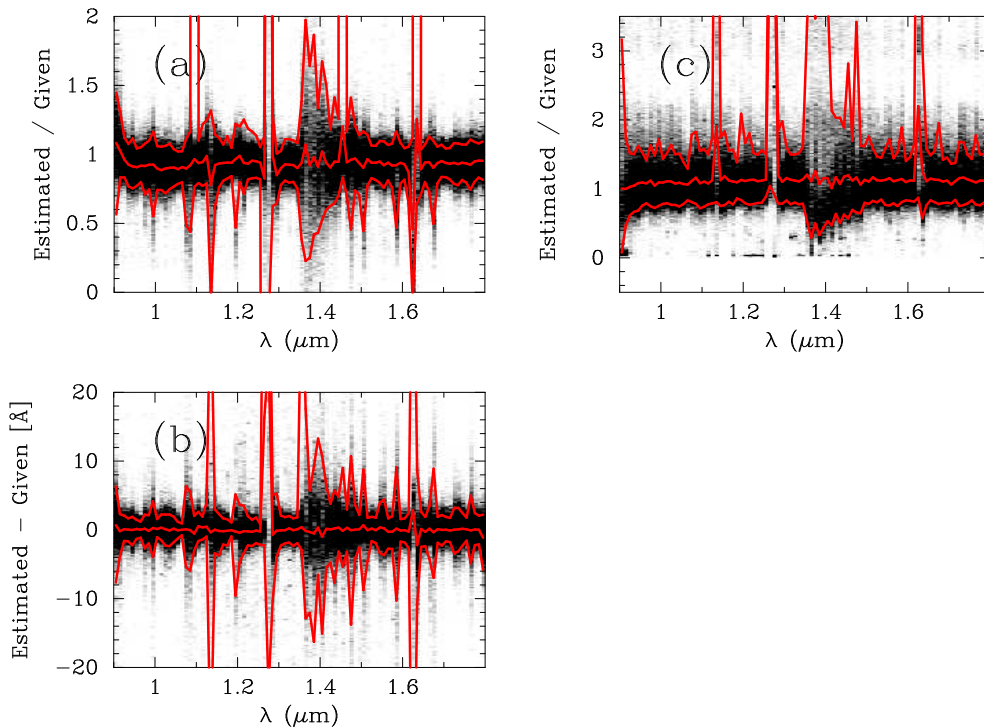 (a)
2
1.5
1
0.5
0
Estimated / Given
1
1.2
1.4
1.6
λ (μm)
(c)
3
2
1
0
Estimated / Given
1
1.2
1.4
1.6
λ (μm)
(b)
20
10
0
−10
−20
Estimated − Given [Å]
1
1.2
1.4
1.6
λ (μm)